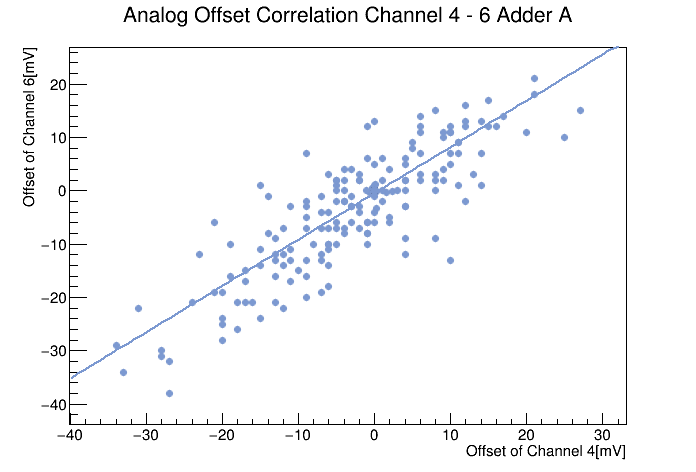 Analog Offset Correlation Channel 4 - 6 Adder A
Offset of Channel 6[mV]
20
10
0
−10
−20
−30
−40
−40 −30 −20 −10 0 10 20 30
Offset of Channel 4[mV]